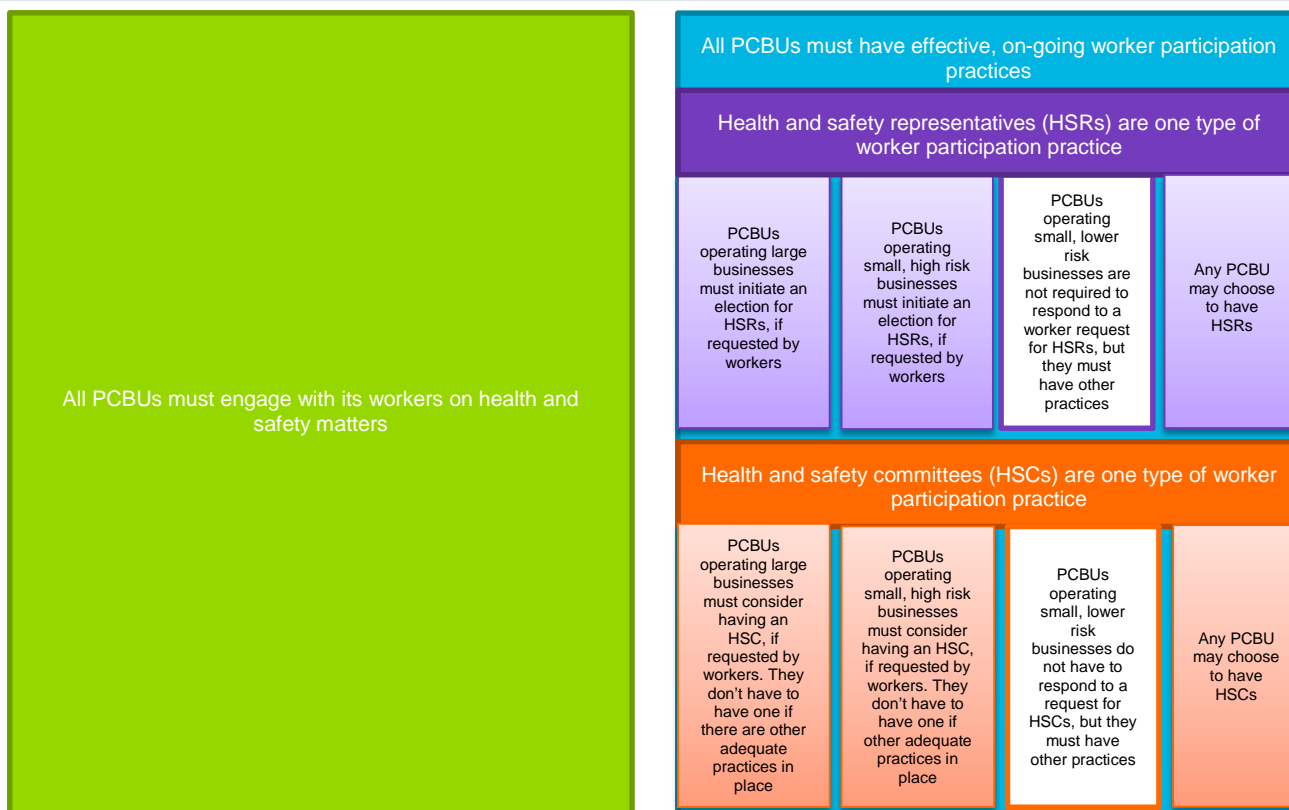 All PCBUs must engage with its workers on health and
safety matters
All PCBUs must have effective, on-going worker participation
practices
Health and safety representatives (HSRs) are one type of
worker participation practice
PCBUs
operating large
businesses
must initiate an
election for
HSRs, if
requested by
workers
PCBUs
operating
small, high risk
businesses
must initiate an
election for
HSRs, if
requested by
workers
PCBUs
operating
small, lower
risk
businesses are
not required to
respond to a
worker request
for HSRs, but
they must
have other
practices
Any PCBU
may choose
to have
HSRs
Health and safety committees (HSCs) are one type of worker
participation practice
PCBUs
operating large
businesses
must consider
having an
HSC, if
requested by
workers. They
don’t have to
have one if
there are other
adequate
practices in
place
PCBUs
operating
small, high risk
businesses
must consider
having an HSC,
if requested by
workers. They
don’t have to
have one if
other adequate
practices in
place
PCBUs
operating
small, lower
risk
businesses do
not have to
respond to a
request for
HSCs, but they
must have
other practices
Any PCBU
may choose
to have
HSCs